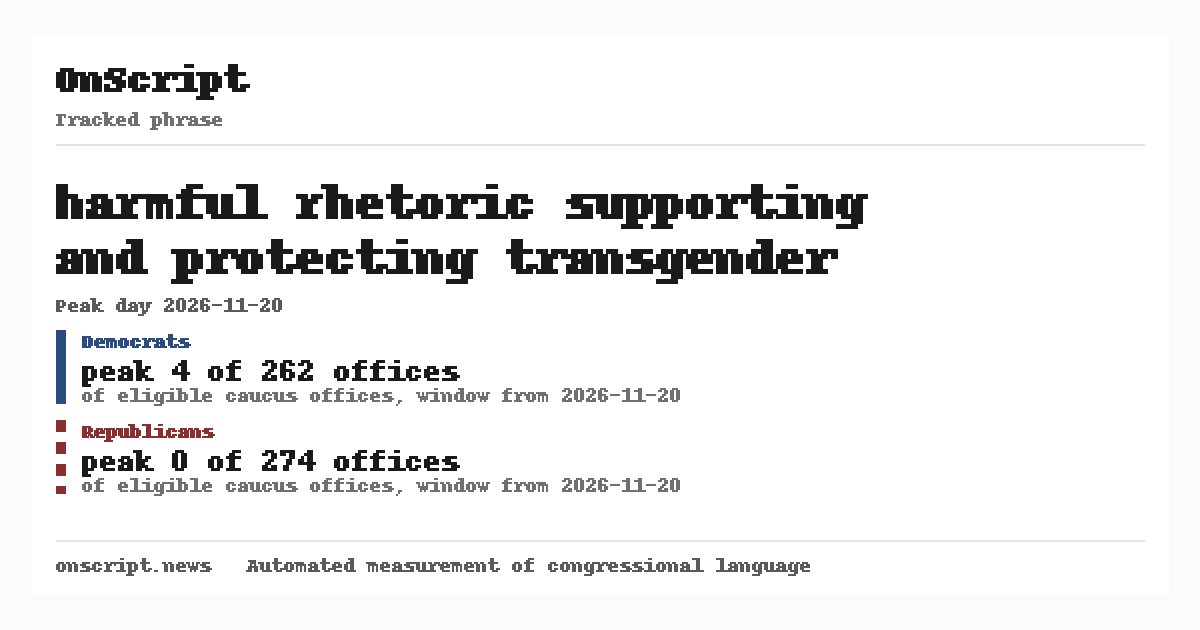 OnScript
Tracked phrase
harmful rhetoric supporting
and protecting transgender
Peak day 2026-11-20
Democrats
peak 4 of 262 offices
of eligible caucus offices, window from 2026-11-20
Republicans
peak 0 of 274 offices
of eligible caucus offices, window from 2026-11-20
onscript.news Automated measurement of congressional language